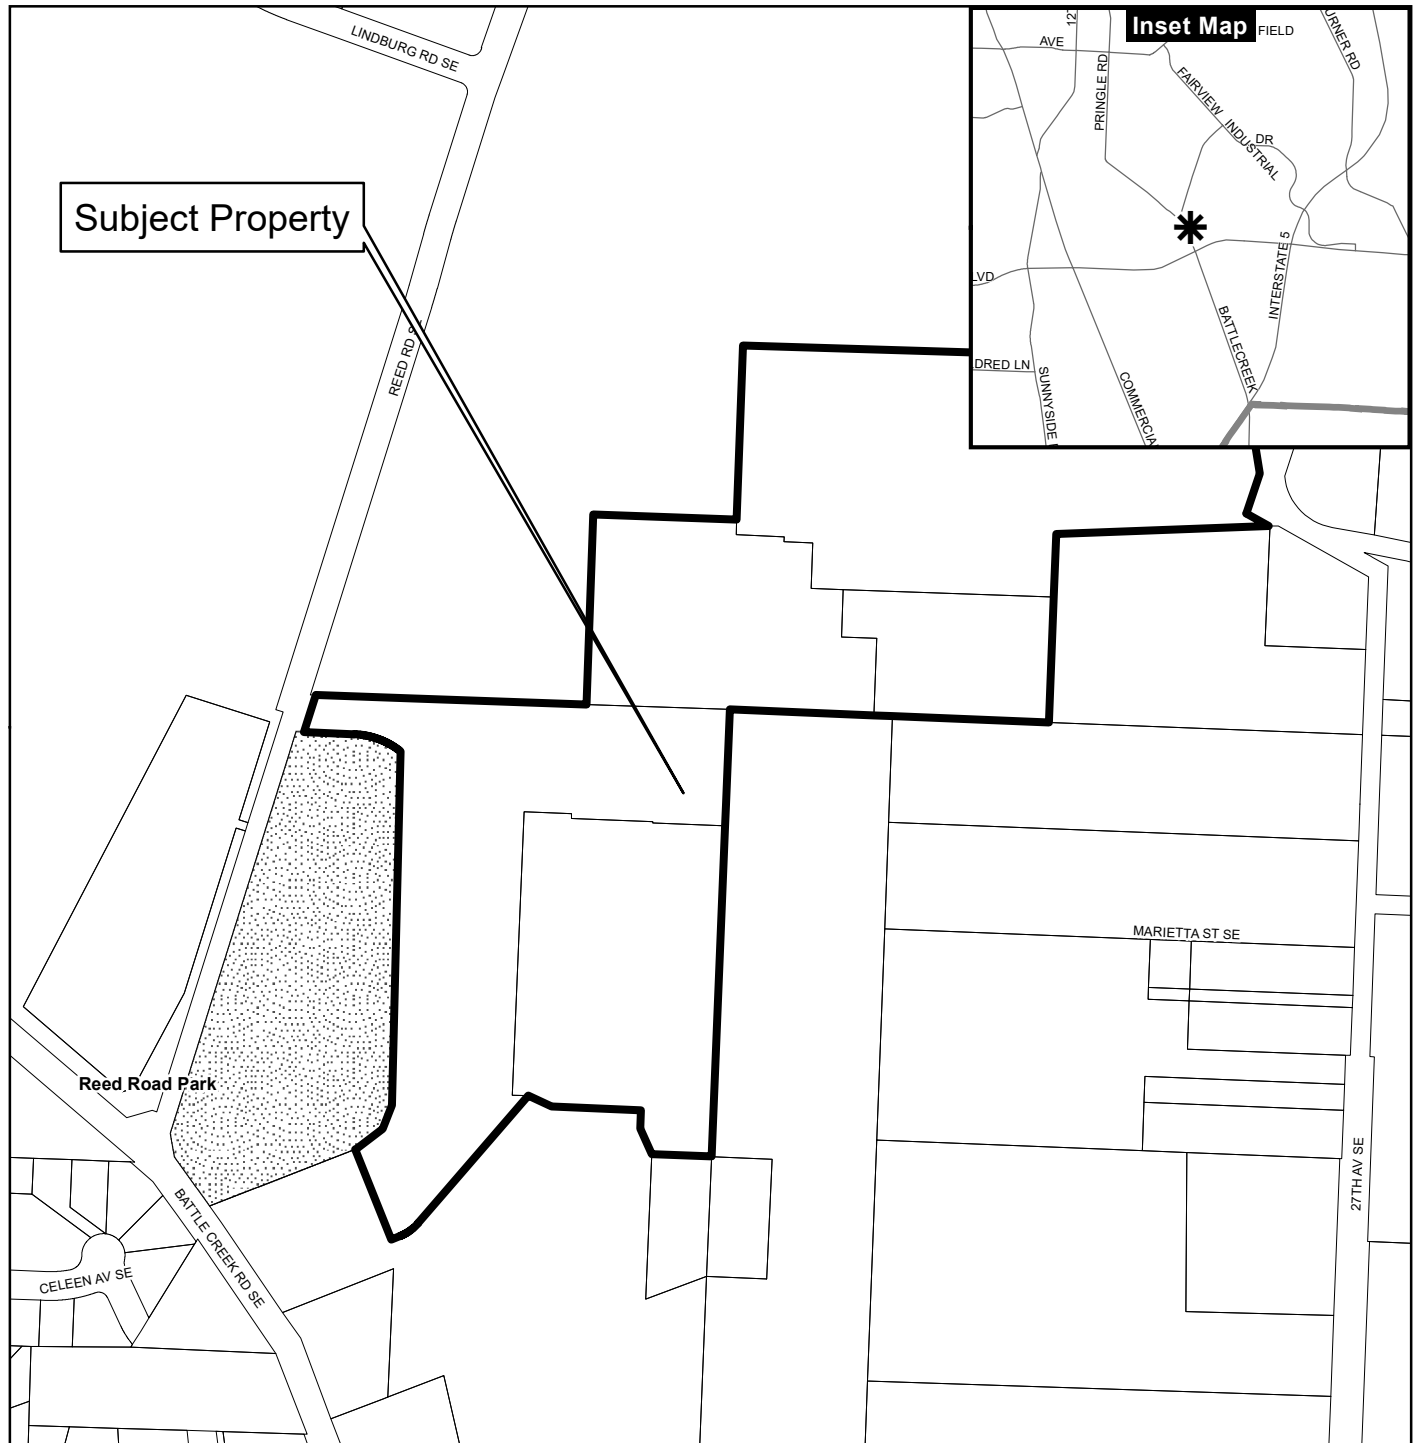 LINDBURG RD SE
Inset Map
FIELD
AVE
12T
PRINGLE RD
FAIRVIEW INDUSTRIAL
DR
URNER RD
Subject Property
INTERSTATE 5
LVD
BATTLECREEK
DRED LN
SUNNYSIDE
COMMERCIA
REED RD S
MARIETTA ST SE
Reed Road Park
27TH AV SE
BATTLE CREEK RD SE
CELEEN AV SE